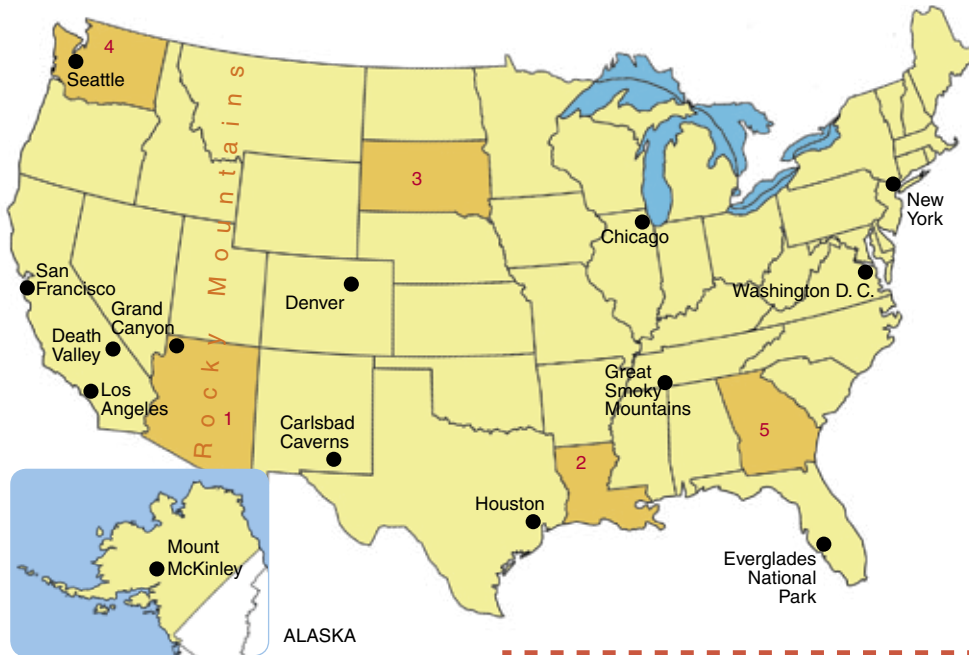 4
Seattle
Rocky Mountains
3
New
York
Chicago
Washington D. C.
San
Francisco
Denver
Grand
Canyon
Death
Valley
Los
Angeles
Great
Smoky
Mountains
1
Carlsbad
Caverns
5
2
Houston
Mount
McKinley
Everglades
National
Park
ALASKA